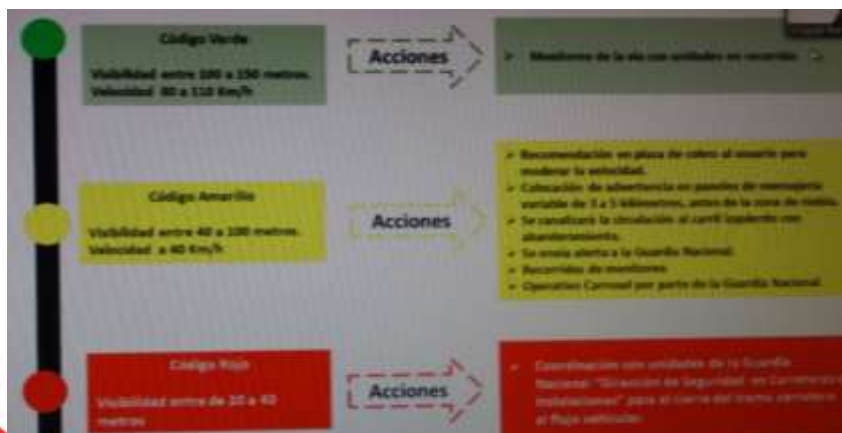 Código Verde
Visibilidad entre 100 a 150 metros.
Velocidad 80 a 110 Km/h
Acciones
➢ Monitoreo de la vía con unidades en recorrido.
Código Amarillo
Visibilidad entre 40 a 100 metros.
Velocidad a 40 Km/h
Acciones
➢ Recomendación en plaza de cobro al usuario para
moderar la velocidad.
➢ Colocación de advertencia en paneles de mensajería
variable de 3 a 5 kilómetros, antes de la zona de niebla.
➢ Se canalizará la circulación al carril izquierdo con
abanderamiento.
➢ Se envía alerta a la Guardia Nacional.
➢ Recorridos de monitoreo
➢ Operativo Carrusel por parte de la Guardia Nacional
Código Rojo
Visibilidad entre de 20 a 40
metros
Acciones
➢ Coordinación con unidades de la Guardia
Nacional "Dirección de Seguridad en Carreteras e
Instalaciones" para el cierre del tramo carretero
al flujo vehicular.